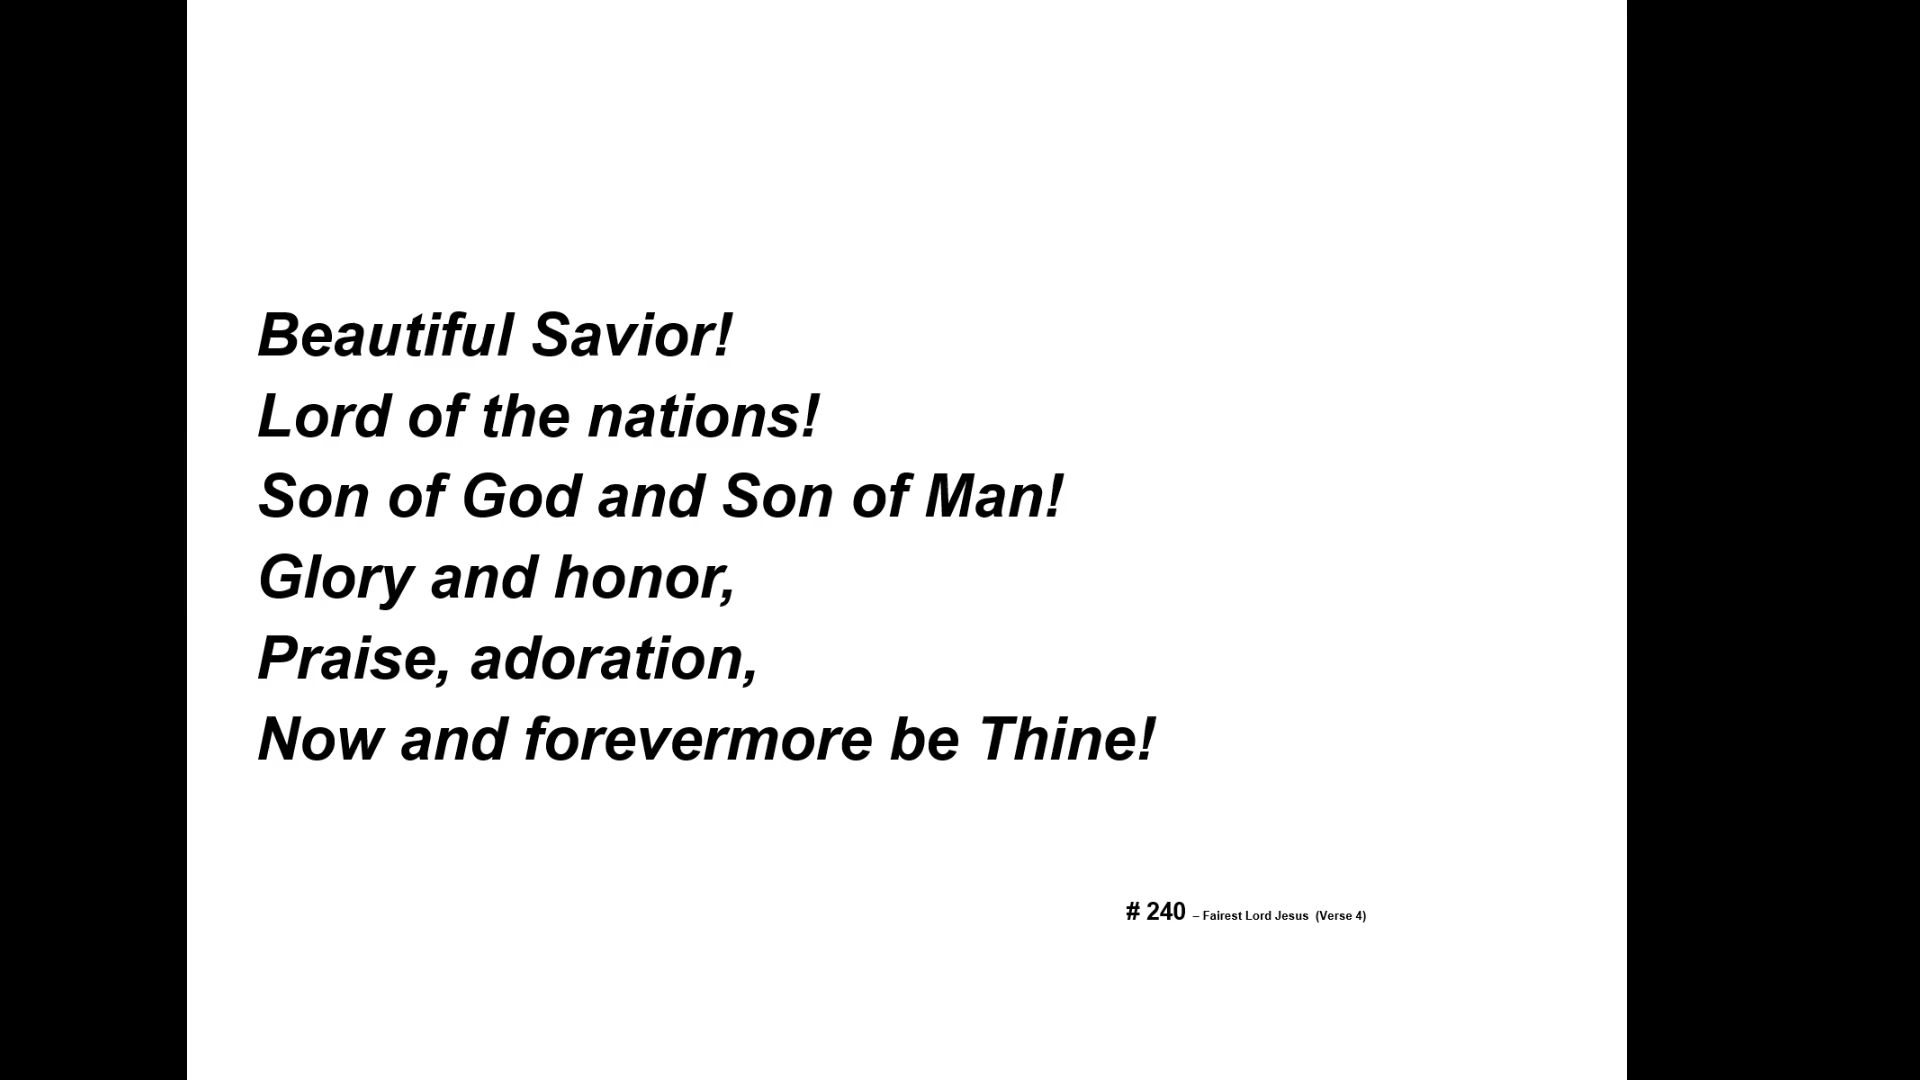 Beautiful Savior!
Lord of the nations!
Son of God and Son of Man!
Glory and honor,
Praise, adoration,
Now and forevermore be Thine!
# 240 – Fairest Lord Jesus (Verse 4)